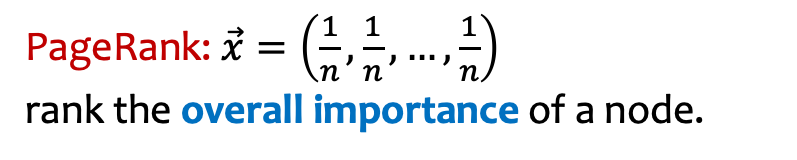 PageRank: x⃗ = (1/n, 1/n, …, 1/n)
rank the overall importance of a node.